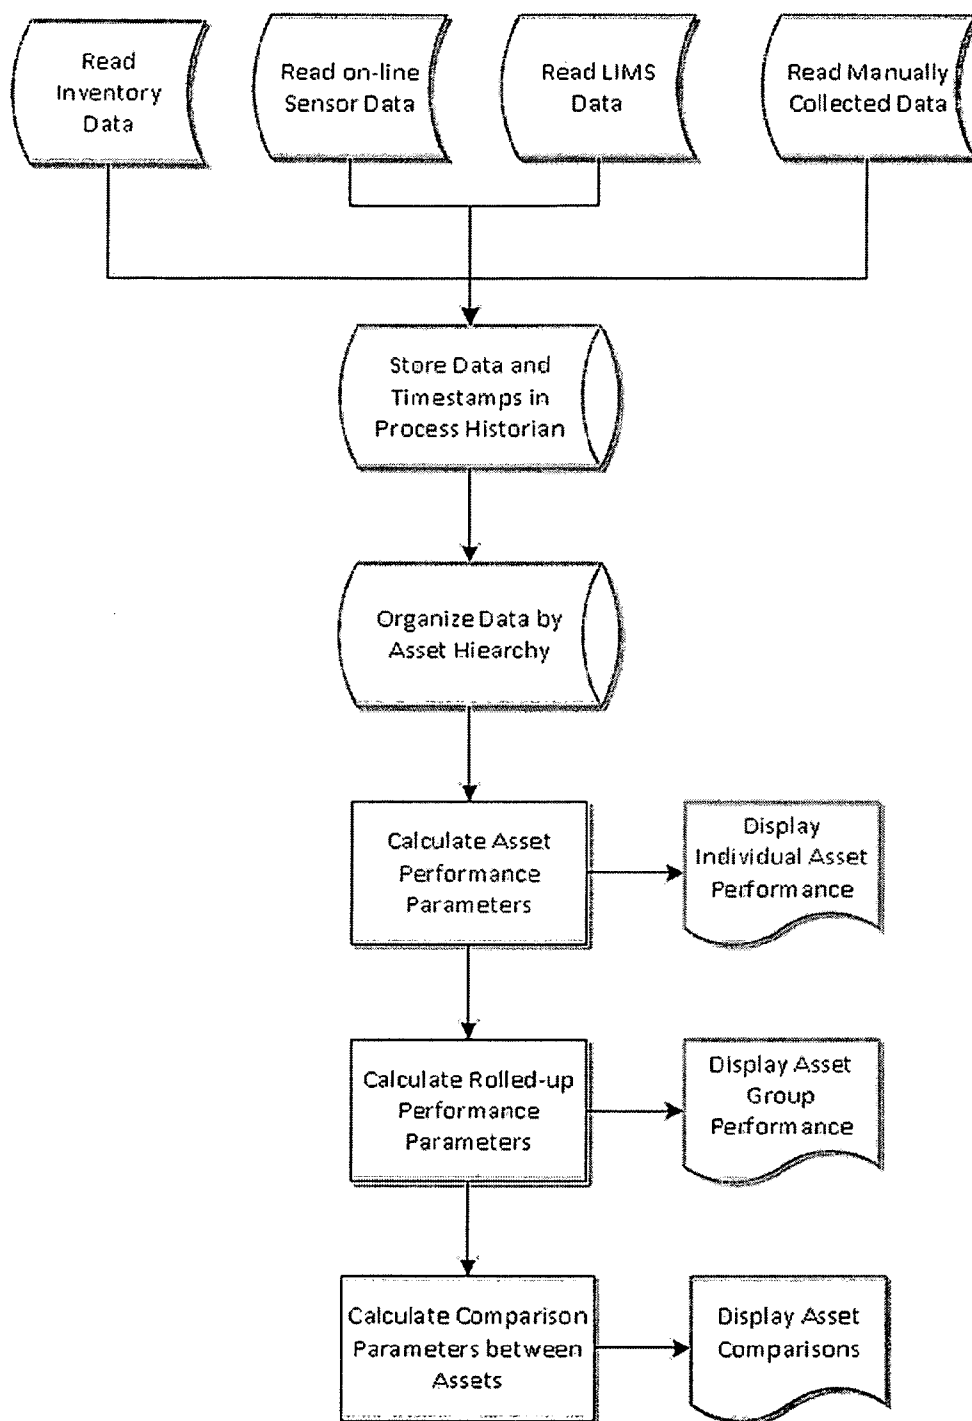 Read
Inventory
Data
Read on-line
Sensor Data
Read LIMS
Data
Read Manually
Collected Data
Store Data and
Timestamps in
Process Historian
Organize Data by
Asset Hiearchy
Calculate Asset
Performance
Parameters
Display
Individual Asset
Performance
Calculate Rolled-up
Performance
Parameters
Display Asset
Group
Performance
Calculate Comparison
Parameters between
Assets
Display Asset
Comparisons